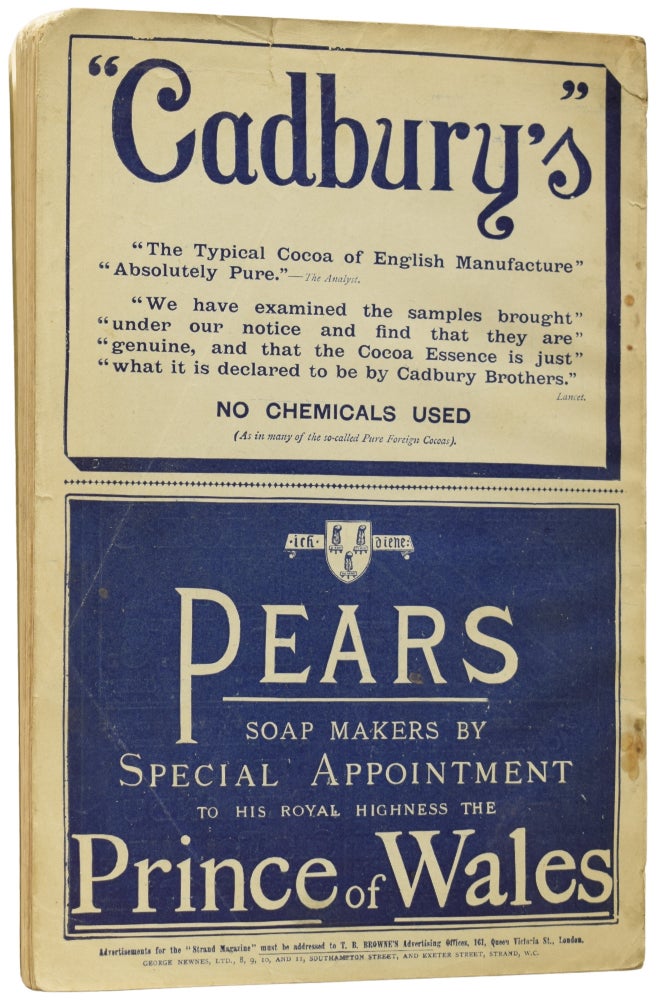 “Cadbury's”
“The Typical Cocoa of English Manufacture”
“Absolutely Pure.”—The Analyst.
“We have examined the samples brought”
“under our notice and find that they are”
“genuine, and that the Cocoa Essence is just”
“what it is declared to be by Cadbury Brothers.”
Lancet.
NO CHEMICALS USED
(As in many of the so-called Pure Foreign Cocoas).
·ich· diene:
PEARS
SOAP MAKERS BY
SPECIAL APPOINTMENT
TO HIS ROYAL HIGHNESS THE
Prince of Wales
Advertisements for the “Strand Magazine” must be addressed to T. B. BROWNE'S Advertising Offices, 161, Queen Victoria St., London.
GEORGE NEWNES, LTD., 8, 9, 10, AND 11, SOUTHAMPTON STREET, AND EXETER STREET, STRAND, W.C.